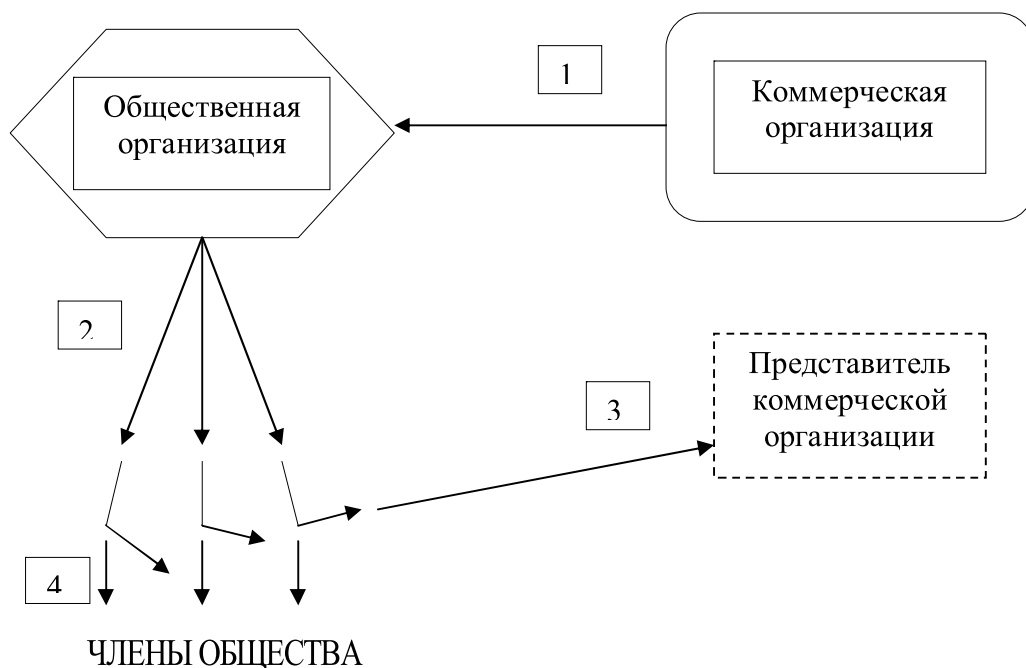 Общественная
организация
1
Коммерческая
организация
2
3
Представитель
коммерческой
организации
4
ЧЛЕНЫ ОБЩЕСТВА